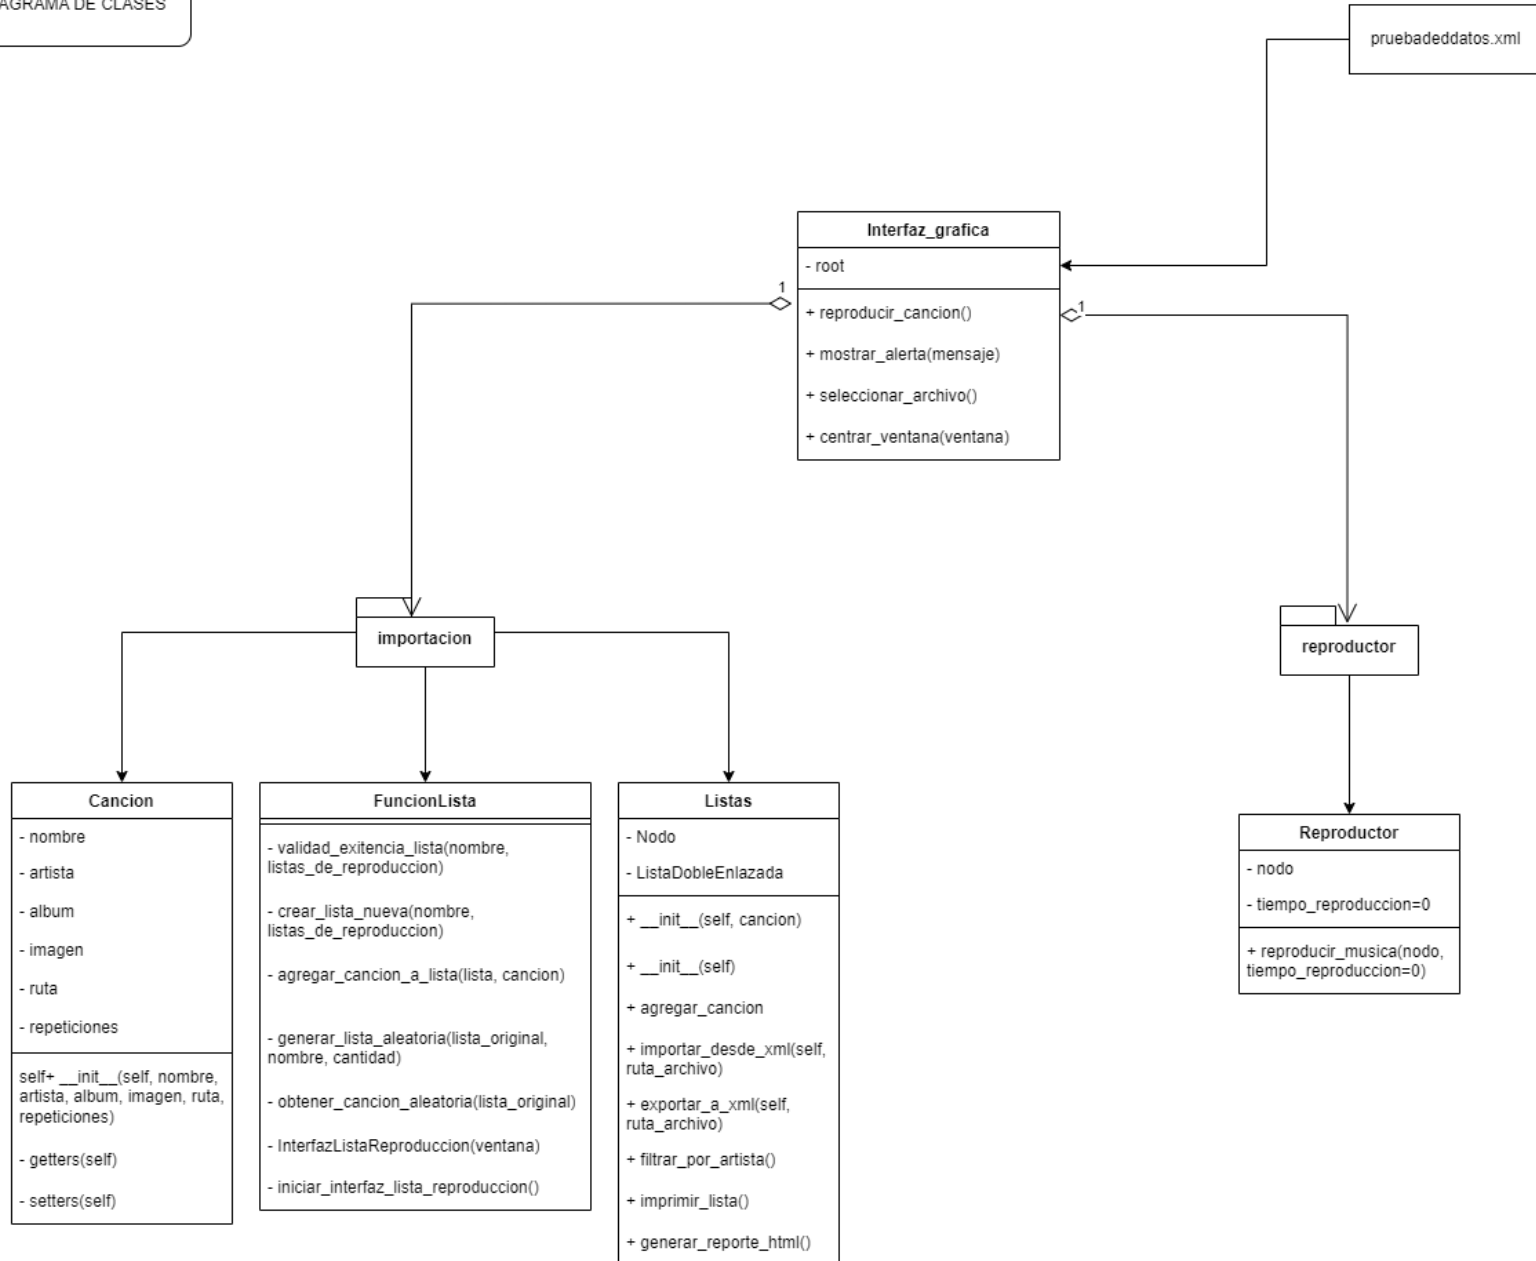 AGRAMA DE CLASES
pruebadeddatos.xml
Interfaz_grafica
- root
1
1
+ reproducir_cancion()
+ mostrar_alerta(mensaje)
+ seleccionar_archivo()
+ centrar_ventana(ventana)
importacion
reproductor
Cancion
- nombre
- artista
- album
- imagen
- ruta
- repeticiones
self+ __init__(self, nombre,
artista, album, imagen, ruta,
repeticiones)
- getters(self)
- setters(self)
FuncionLista
- validad_exitencia_lista(nombre,
listas_de_reproduccion)
- crear_lista_nueva(nombre,
listas_de_reproduccion)
- agregar_cancion_a_lista(lista, cancion)
- generar_lista_aleatoria(lista_original,
nombre, cantidad)
- obtener_cancion_aleatoria(lista_original)
- InterfazListaReproduccion(ventana)
- iniciar_interfaz_lista_reproduccion()
Listas
- Nodo
- ListaDobleEnlazada
+ __init__(self, cancion)
+ __init__(self)
+ agregar_cancion
+ importar_desde_xml(self,
ruta_archivo)
+ exportar_a_xml(self,
ruta_archivo)
+ filtrar_por_artista()
+ imprimir_lista()
+ generar_reporte_html()
Reproductor
- nodo
- tiempo_reproduccion=0
+ reproducir_musica(nodo,
tiempo_reproduccion=0)